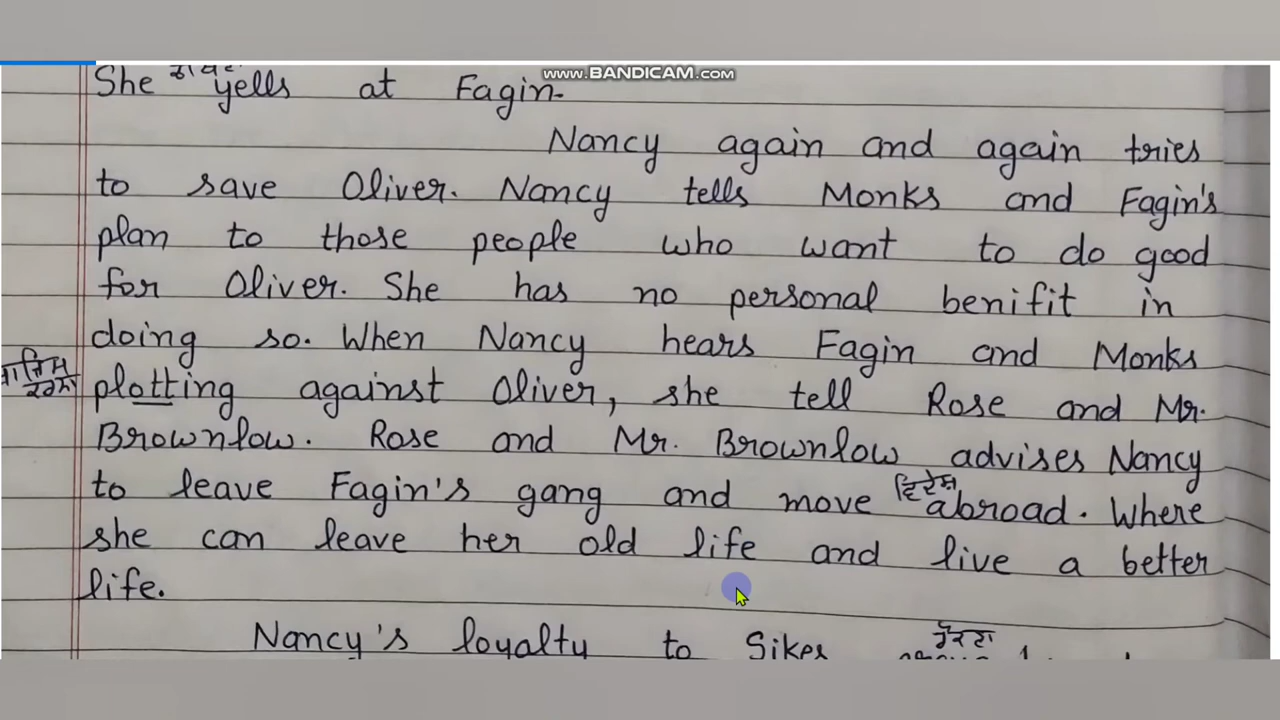 www.BANDICAM.com
She yells at Fagin.
Nancy again and again tries
to save Oliver. Nancy tells Monks and Fagin's
plan to those people who want to do good
for Oliver. She has no personal benifit in
doing so. When Nancy hears Fagin and Monks
plotting against Oliver, she tell Rose and Mr.
Brownlow. Rose and Mr. Brownlow advises Nancy
to leave Fagin's gang and move abroad. Where
she can leave her old life and live a better
life.
Nancy's loyalty to Sikes